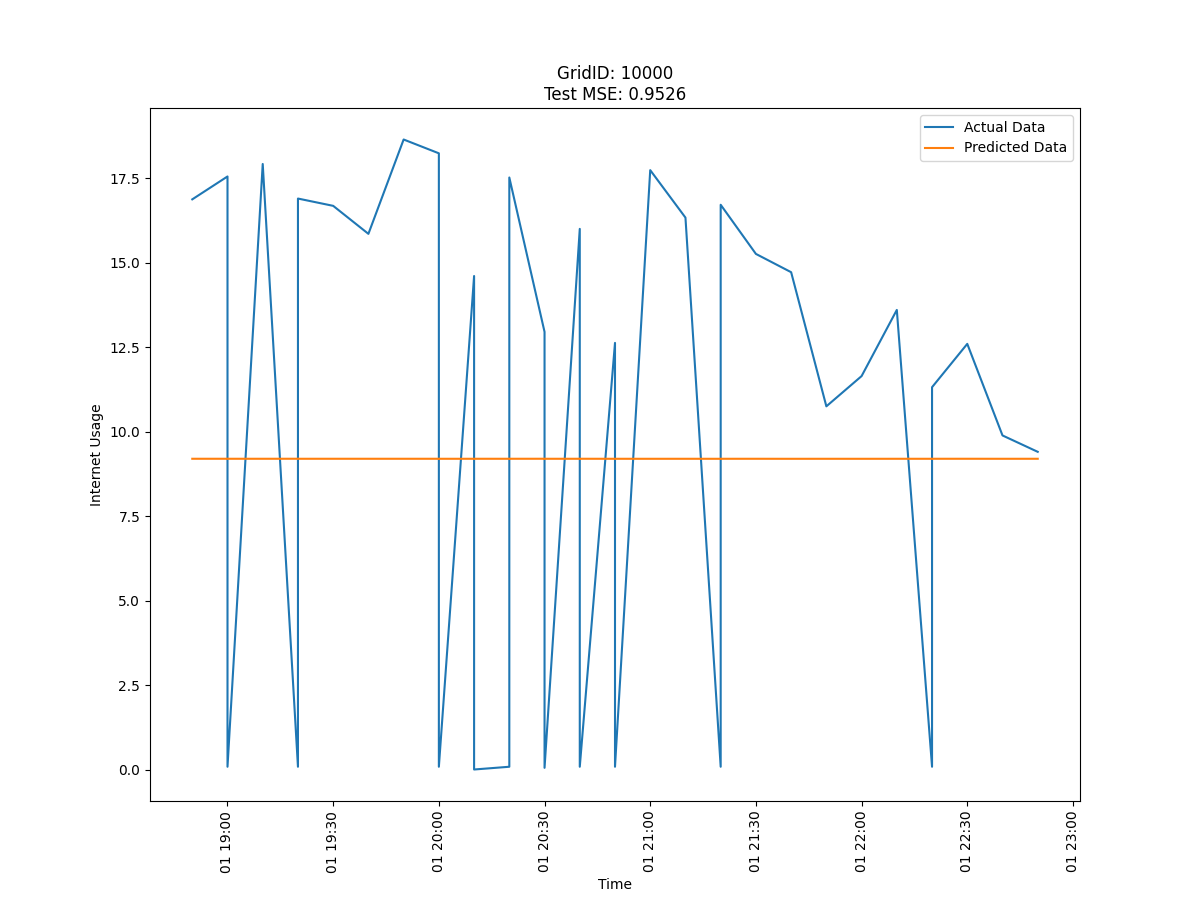 GridID: 10000
Test MSE: 0.9526
Actual Data
Predicted Data
17.5
15.0
12.5
10.0
7.5
5.0
2.5
0.0
Internet Usage
01 19:00
01 19:30
01 20:00
01 20:30
01 21:00
01 21:30
01 22:00
01 22:30
01 23:00
Time